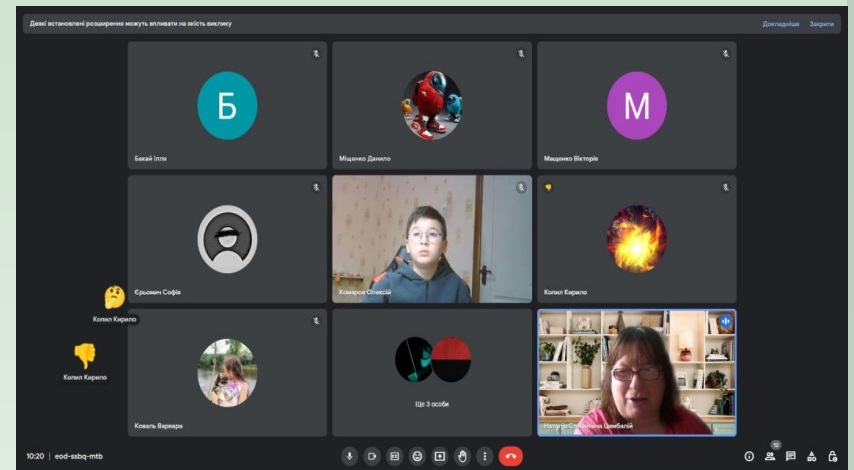 Деякі встановлені розширення можуть впливати на якість виклику
Докладніше Закрити
Б
М
Бакай Ілля
Міщенко Данило
Мащенко Вікторія
Єрьомич Софія
Комаров Олексій
Копил Кирило
Копил Кирило
Копил Кирило
Коваль Варвара
Ще 3 особи
Наталія Степанівна Цимбалій
10:20 | eod-ssbq-mtb
12